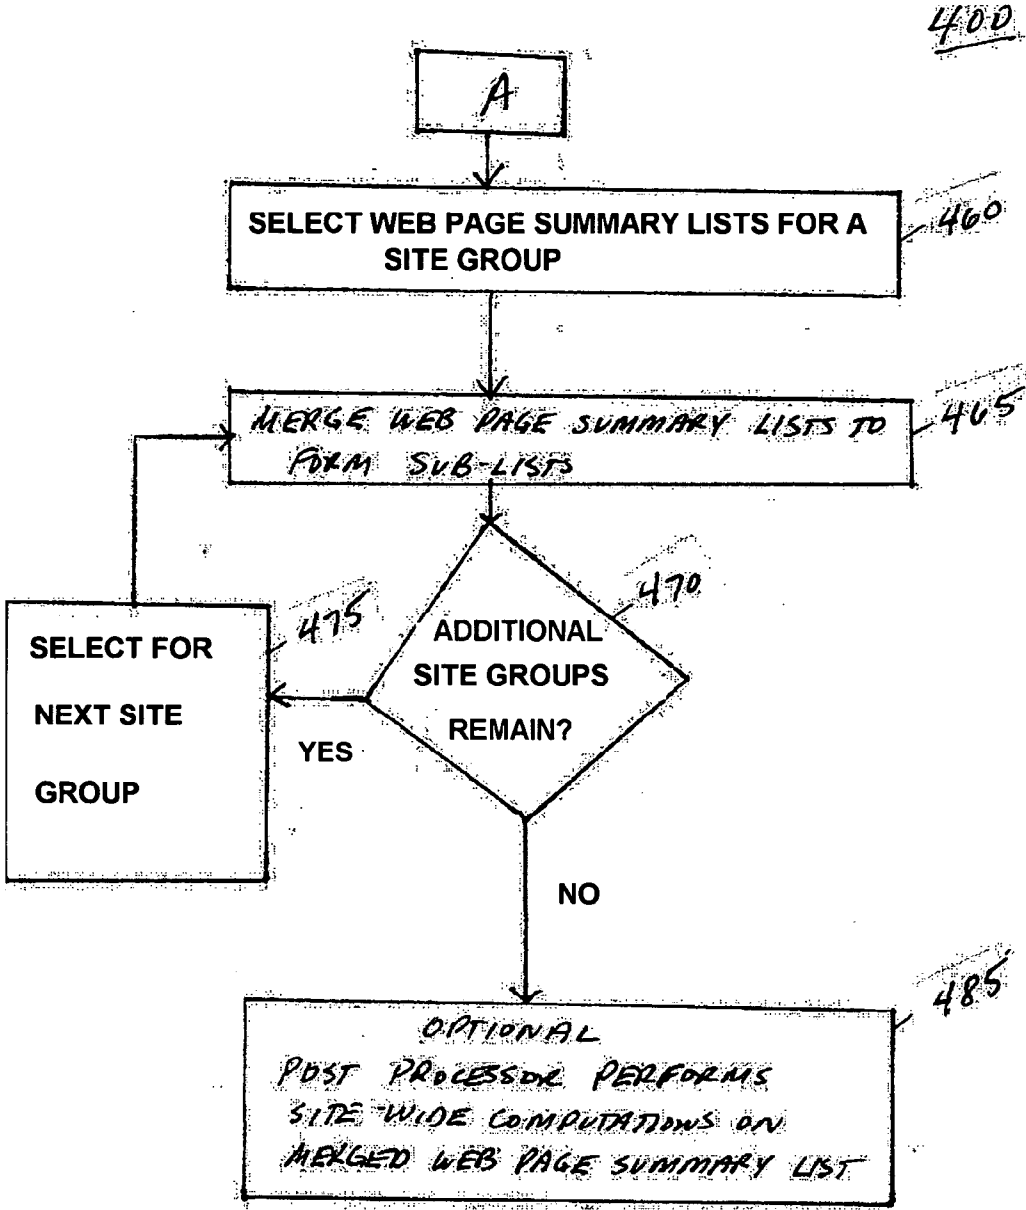 400
A
SELECT WEB PAGE SUMMARY LISTS FOR A
SITE GROUP
460
MERGE WEB PAGE SUMMARY LISTS TO
FORM SUB-LISTS
465
ADDITIONAL
SITE GROUPS
REMAIN?
470
SELECT FOR
NEXT SITE
GROUP
475
YES
NO
OPTIONAL
POST PROCESSOR PERFORMS
SITE-WIDE COMPUTATIONS ON
MERGED WEB PAGE SUMMARY LIST
485